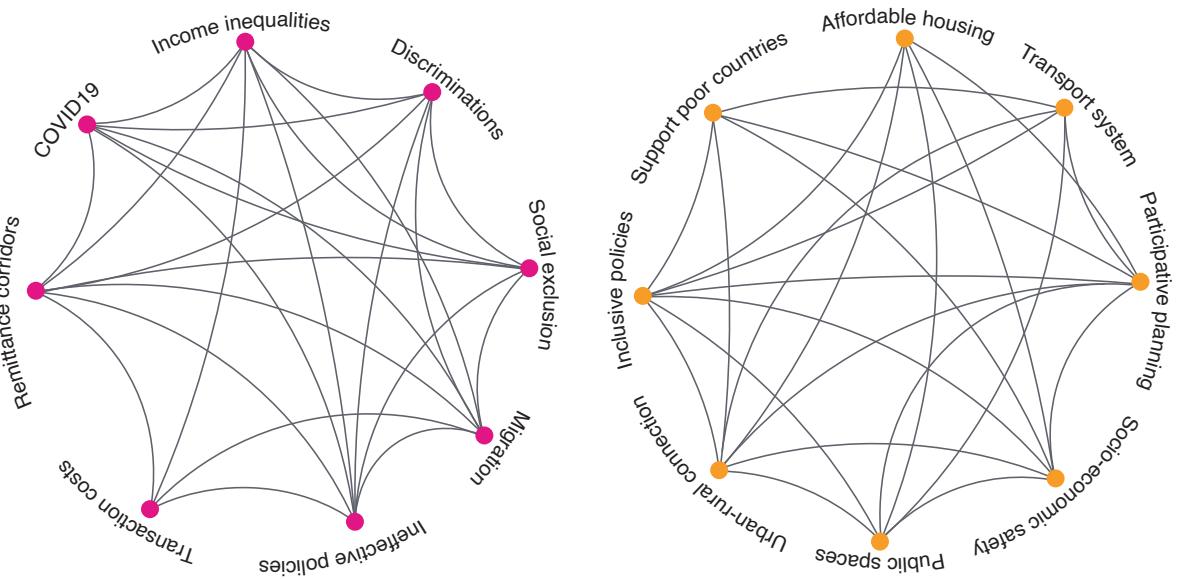 Income inequalities
Discriminations
Social exclusion
Migration
Ineffective policies
Transaction costs
Remittance corridors
COVID19
Affordable housing
Transport system
Participative planning
Socio-economic safety
Public spaces
Urban-rural connection
Inclusive policies
Support poor countries